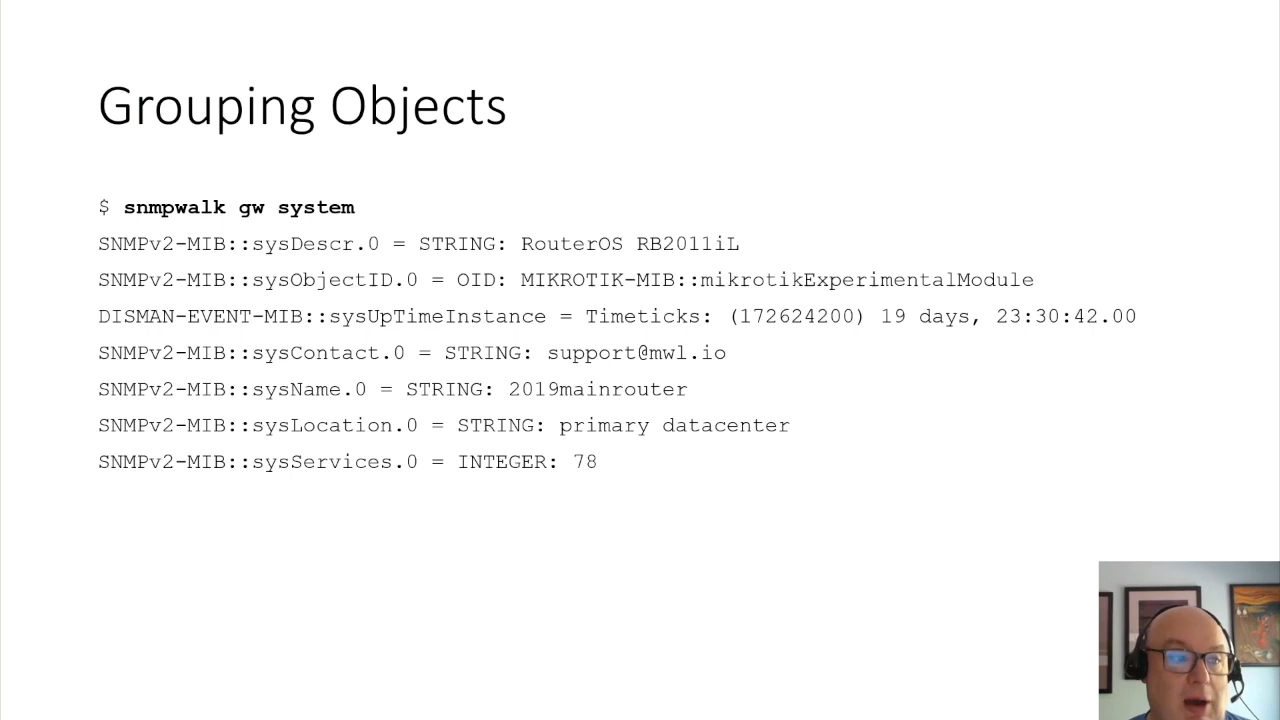 Grouping Objects
$ snmpwalk gw system
SNMPv2-MIB::sysDescr.0 = STRING: RouterOS RB2011iL
SNMPv2-MIB::sysObjectID.0 = OID: MIKROTIK-MIB::mikrotikExperimentalModule
DISMAN-EVENT-MIB::sysUpTimeInstance = Timeticks: (172624200) 19 days, 23:30:42.00
SNMPv2-MIB::sysContact.0 = STRING: support@mwl.io
SNMPv2-MIB::sysName.0 = STRING: 2019mainrouter
SNMPv2-MIB::sysLocation.0 = STRING: primary datacenter
SNMPv2-MIB::sysServices.0 = INTEGER: 78